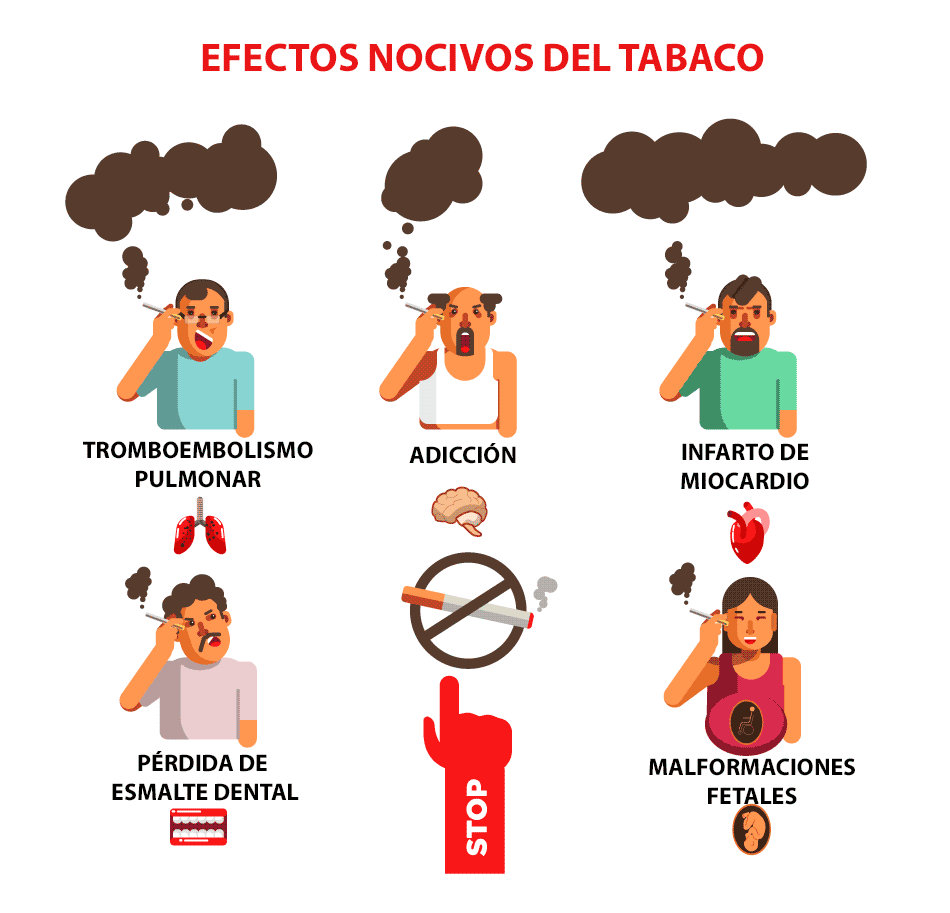 EFECTOS NOCIVOS DEL TABACO
TROMBOEMBOLISMO
PULMONAR
ADICCIÓN
INFARTO DE
MIOCARDIO
PÉRDIDA DE
ESMALTE DENTAL
STOP
MALFORMACIONES
FETALES